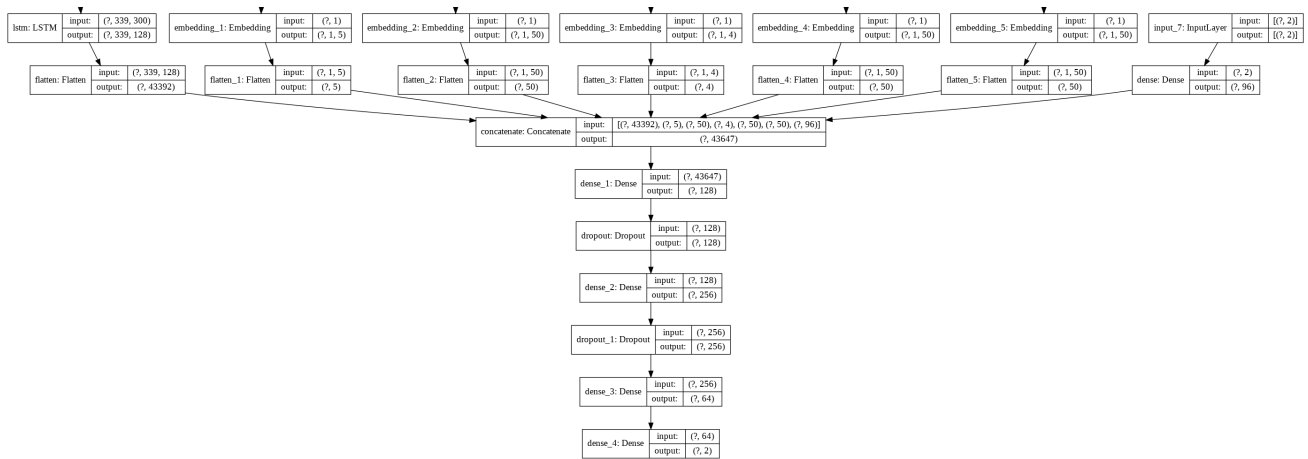 lstm: LSTM input: (?, 339, 300) output: (?, 339, 128)
embedding_1: Embedding input: (?, 1) output: (?, 1, 5)
embedding_2: Embedding input: (?, 1) output: (?, 1, 50)
embedding_3: Embedding input: (?, 1) output: (?, 1, 4)
embedding_4: Embedding input: (?, 1) output: (?, 1, 50)
embedding_5: Embedding input: (?, 1) output: (?, 1, 50)
input_7: InputLayer input: [(?, 2)] output: [(?, 2)]
flatten: Flatten input: (?, 339, 128) output: (?, 43392)
flatten_1: Flatten input: (?, 1, 5) output: (?, 5)
flatten_2: Flatten input: (?, 1, 50) output: (?, 50)
flatten_3: Flatten input: (?, 1, 4) output: (?, 4)
flatten_4: Flatten input: (?, 1, 50) output: (?, 50)
flatten_5: Flatten input: (?, 1, 50) output: (?, 50)
dense: Dense input: (?, 2) output: (?, 96)
concatenate: Concatenate input: [(?, 43392), (?, 5), (?, 50), (?, 4), (?, 50), (?, 50), (?, 96)] output: (?, 43647)
dense_1: Dense input: (?, 43647) output: (?, 128)
dropout: Dropout input: (?, 128) output: (?, 128)
dense_2: Dense input: (?, 128) output: (?, 256)
dropout_1: Dropout input: (?, 256) output: (?, 256)
dense_3: Dense input: (?, 256) output: (?, 64)
dense_4: Dense input: (?, 64) output: (?, 2)